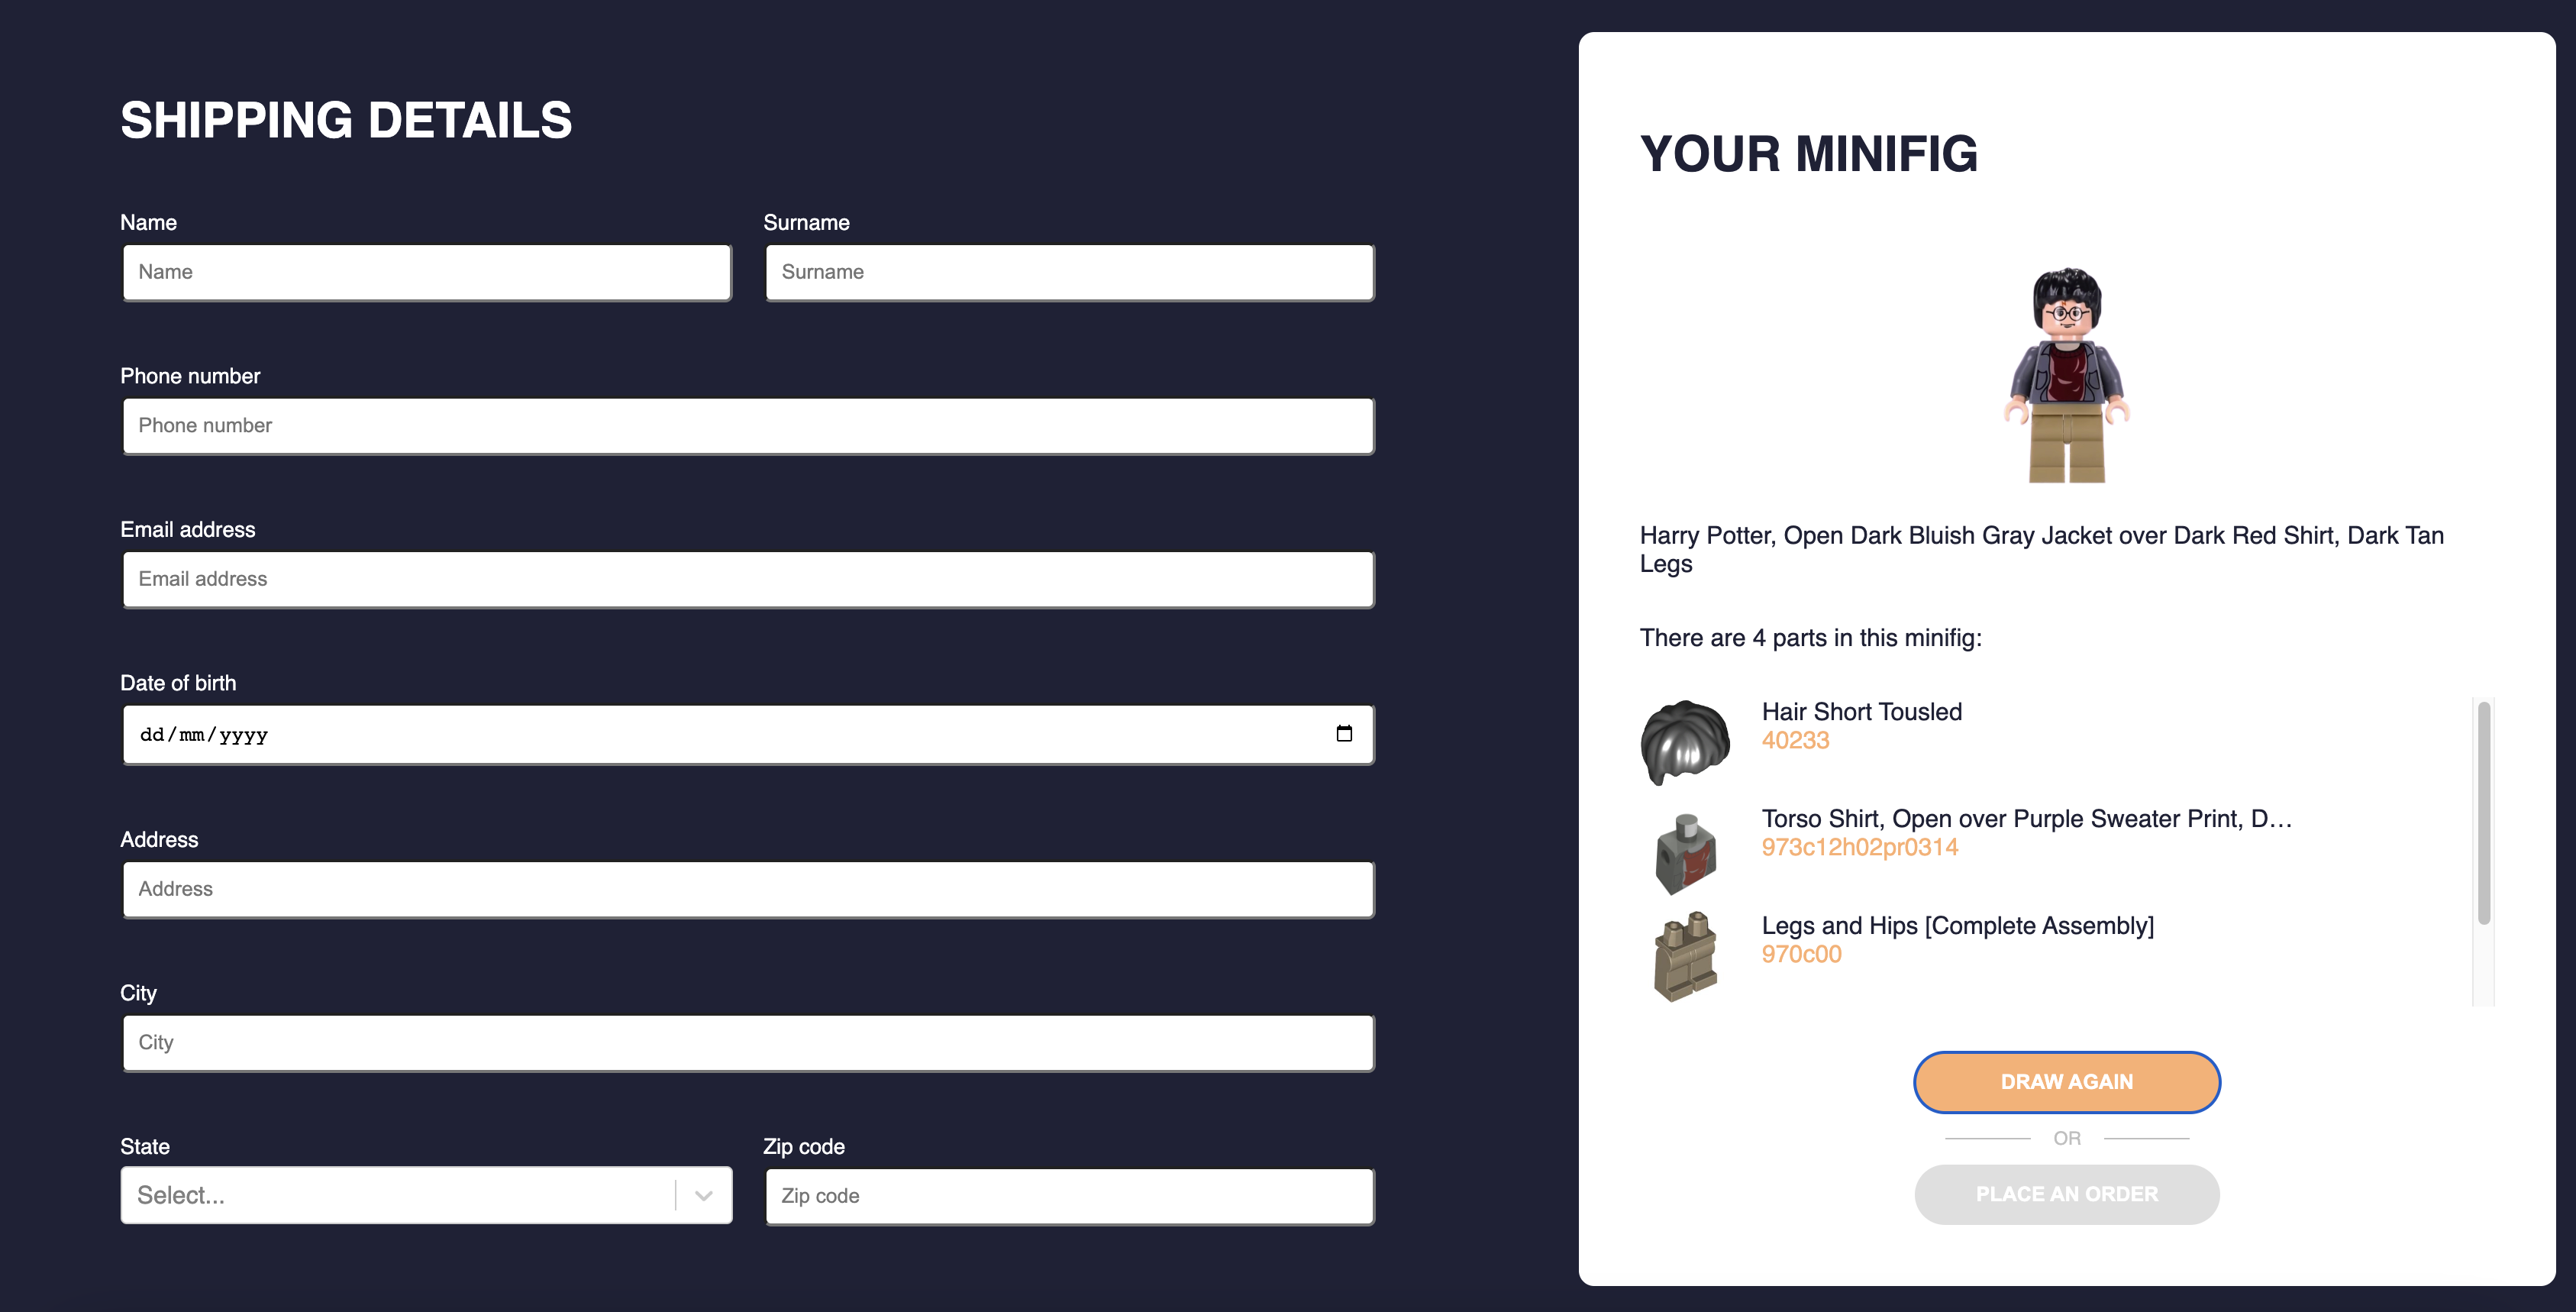 SHIPPING DETAILS
Name
Surname
Name
Surname
Phone number
Phone number
Email address
Email address
Date of birth
dd/mm/yyyy
Address
Address
City
City
State
Zip code
Select...
Zip code
YOUR MINIFIG
Harry Potter, Open Dark Bluish Gray Jacket over Dark Red Shirt, Dark Tan
Legs
There are 4 parts in this minifig:
Hair Short Tousled
40233
Torso Shirt, Open over Purple Sweater Print, D...
973c12h02pr0314
Legs and Hips [Complete Assembly]
970c00
DRAW AGAIN
OR
PLACE AN ORDER